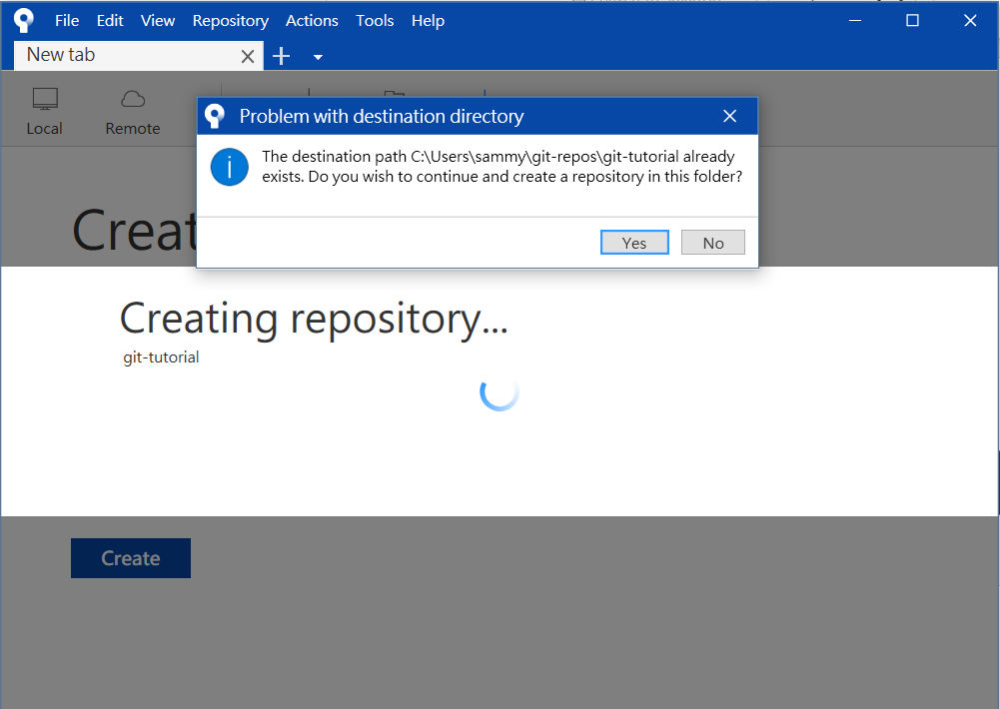 File Edit View Repository Actions Tools Help
New tab
Local Remote
Problem with destination directory
The destination path C:\Users\sammy\git-repos\git-tutorial already
exists. Do you wish to continue and create a repository in this folder?
Yes No
Creat
Creating repository...
git-tutorial
Create